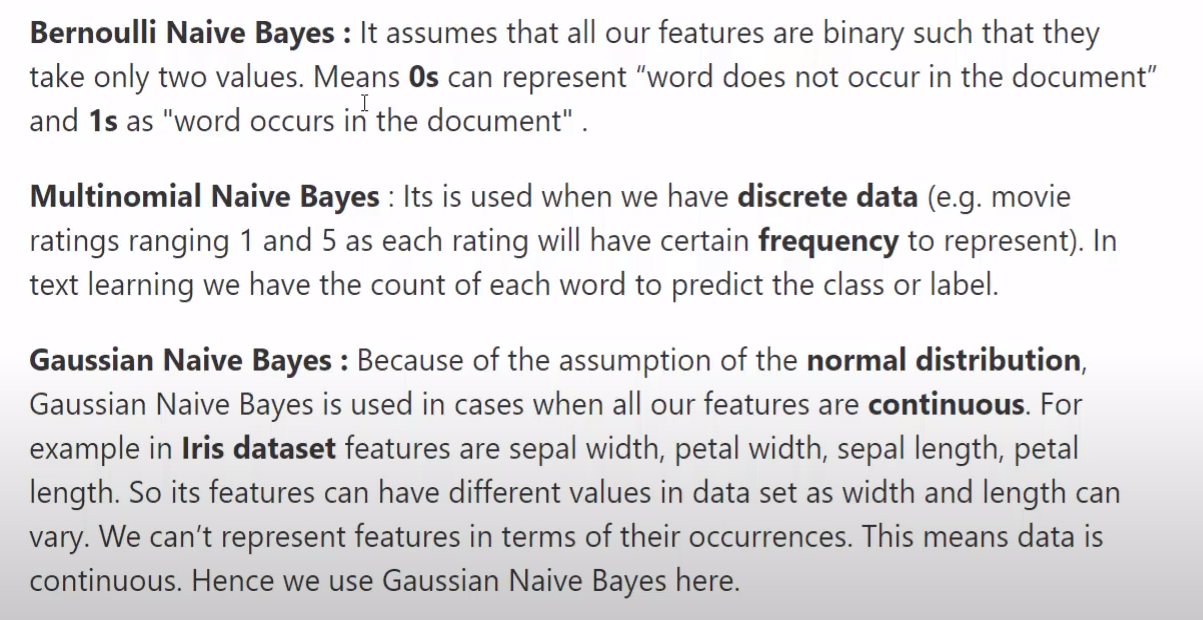 Bernoulli Naive Bayes : It assumes that all our features are binary such that they
take only two values. Means 0s can represent “word does not occur in the document”
and 1s as "word occurs in the document" .
Multinomial Naive Bayes : Its is used when we have discrete data (e.g. movie
ratings ranging 1 and 5 as each rating will have certain frequency to represent). In
text learning we have the count of each word to predict the class or label.
Gaussian Naive Bayes : Because of the assumption of the normal distribution,
Gaussian Naive Bayes is used in cases when all our features are continuous. For
example in Iris dataset features are sepal width, petal width, sepal length, petal
length. So its features can have different values in data set as width and length can
vary. We can’t represent features in terms of their occurrences. This means data is
continuous. Hence we use Gaussian Naive Bayes here.